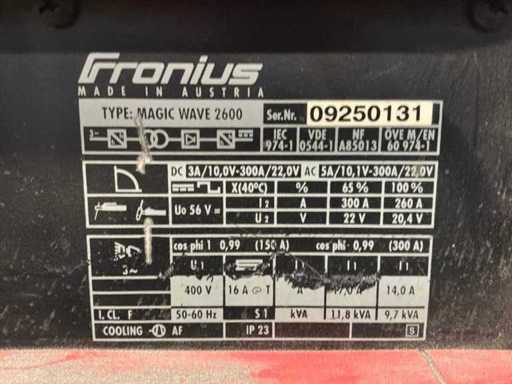 Fronius
MADE IN AUSTRIA
TYPE: MAGIC WAVE 2600 Ser.Nr. 09250131
3~ IEC 974-1 VDE 0544-1 NF A85013 ÖVE M/EN 60 974-1
DC 3A/10,0V-300A/22,0V AC 5A/10,1V-300A/22,0V
X(40°C) % 65 % 100 %
U0 56 V= I2 A 300 A 260 A
U2 V 22 V 20,4 V
cos phi 1 0,99 (150 A) cos phi 0,99 (300 A)
3~ U1 I1 I1
400 V 16 A T A 14,0 A
I.CL. F 50-60 Hz S1 kVA 11,8 kVA 9,7 kVA
COOLING AF IP 23 S